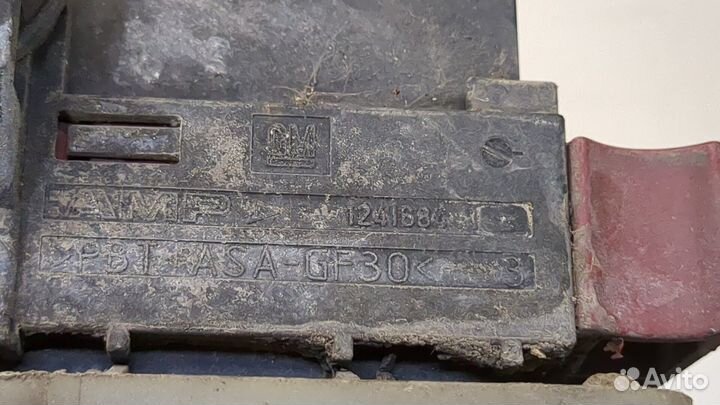 GM
AMP 1241684
>PBT+ASA-GF30< 3
Avito